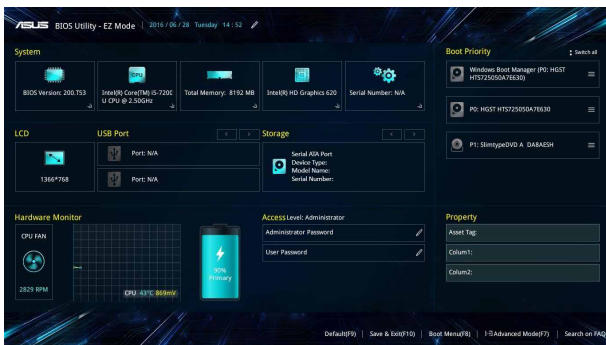 ASUS BIOS Utility - EZ Mode 2016/06/28 Tuesday 14:52
System
BIOS Version: 200.T53
CPU
Intel(R) Core(TM) i5-7200
U CPU @ 2.50GHz
Total Memory: 8192 MB
Intel(R) HD Graphics 620
Serial Number: N/A
Boot Priority
Switch all
Windows Boot Manager (P0: HGST
HTS725050A7E630)
P0: HGST HTS725050A7E630
P1: SlimtypeDVD A DA8AESH
LCD
1366*768
USB Port
Port: N/A
Port: N/A
Storage
Serial ATA Port
Device Type:
Model Name:
Serial Number:
Hardware Monitor
CPU FAN
2829 RPM
CPU 43°C 869mV
90%
Primary
Access Level: Administrator
Administrator Password
User Password
Property
Asset Tag:
Colum1:
Colum2:
Default(F9) Save & Exit(F10) Boot Menu(F8) Advanced Mode(F7) Search on FAQ